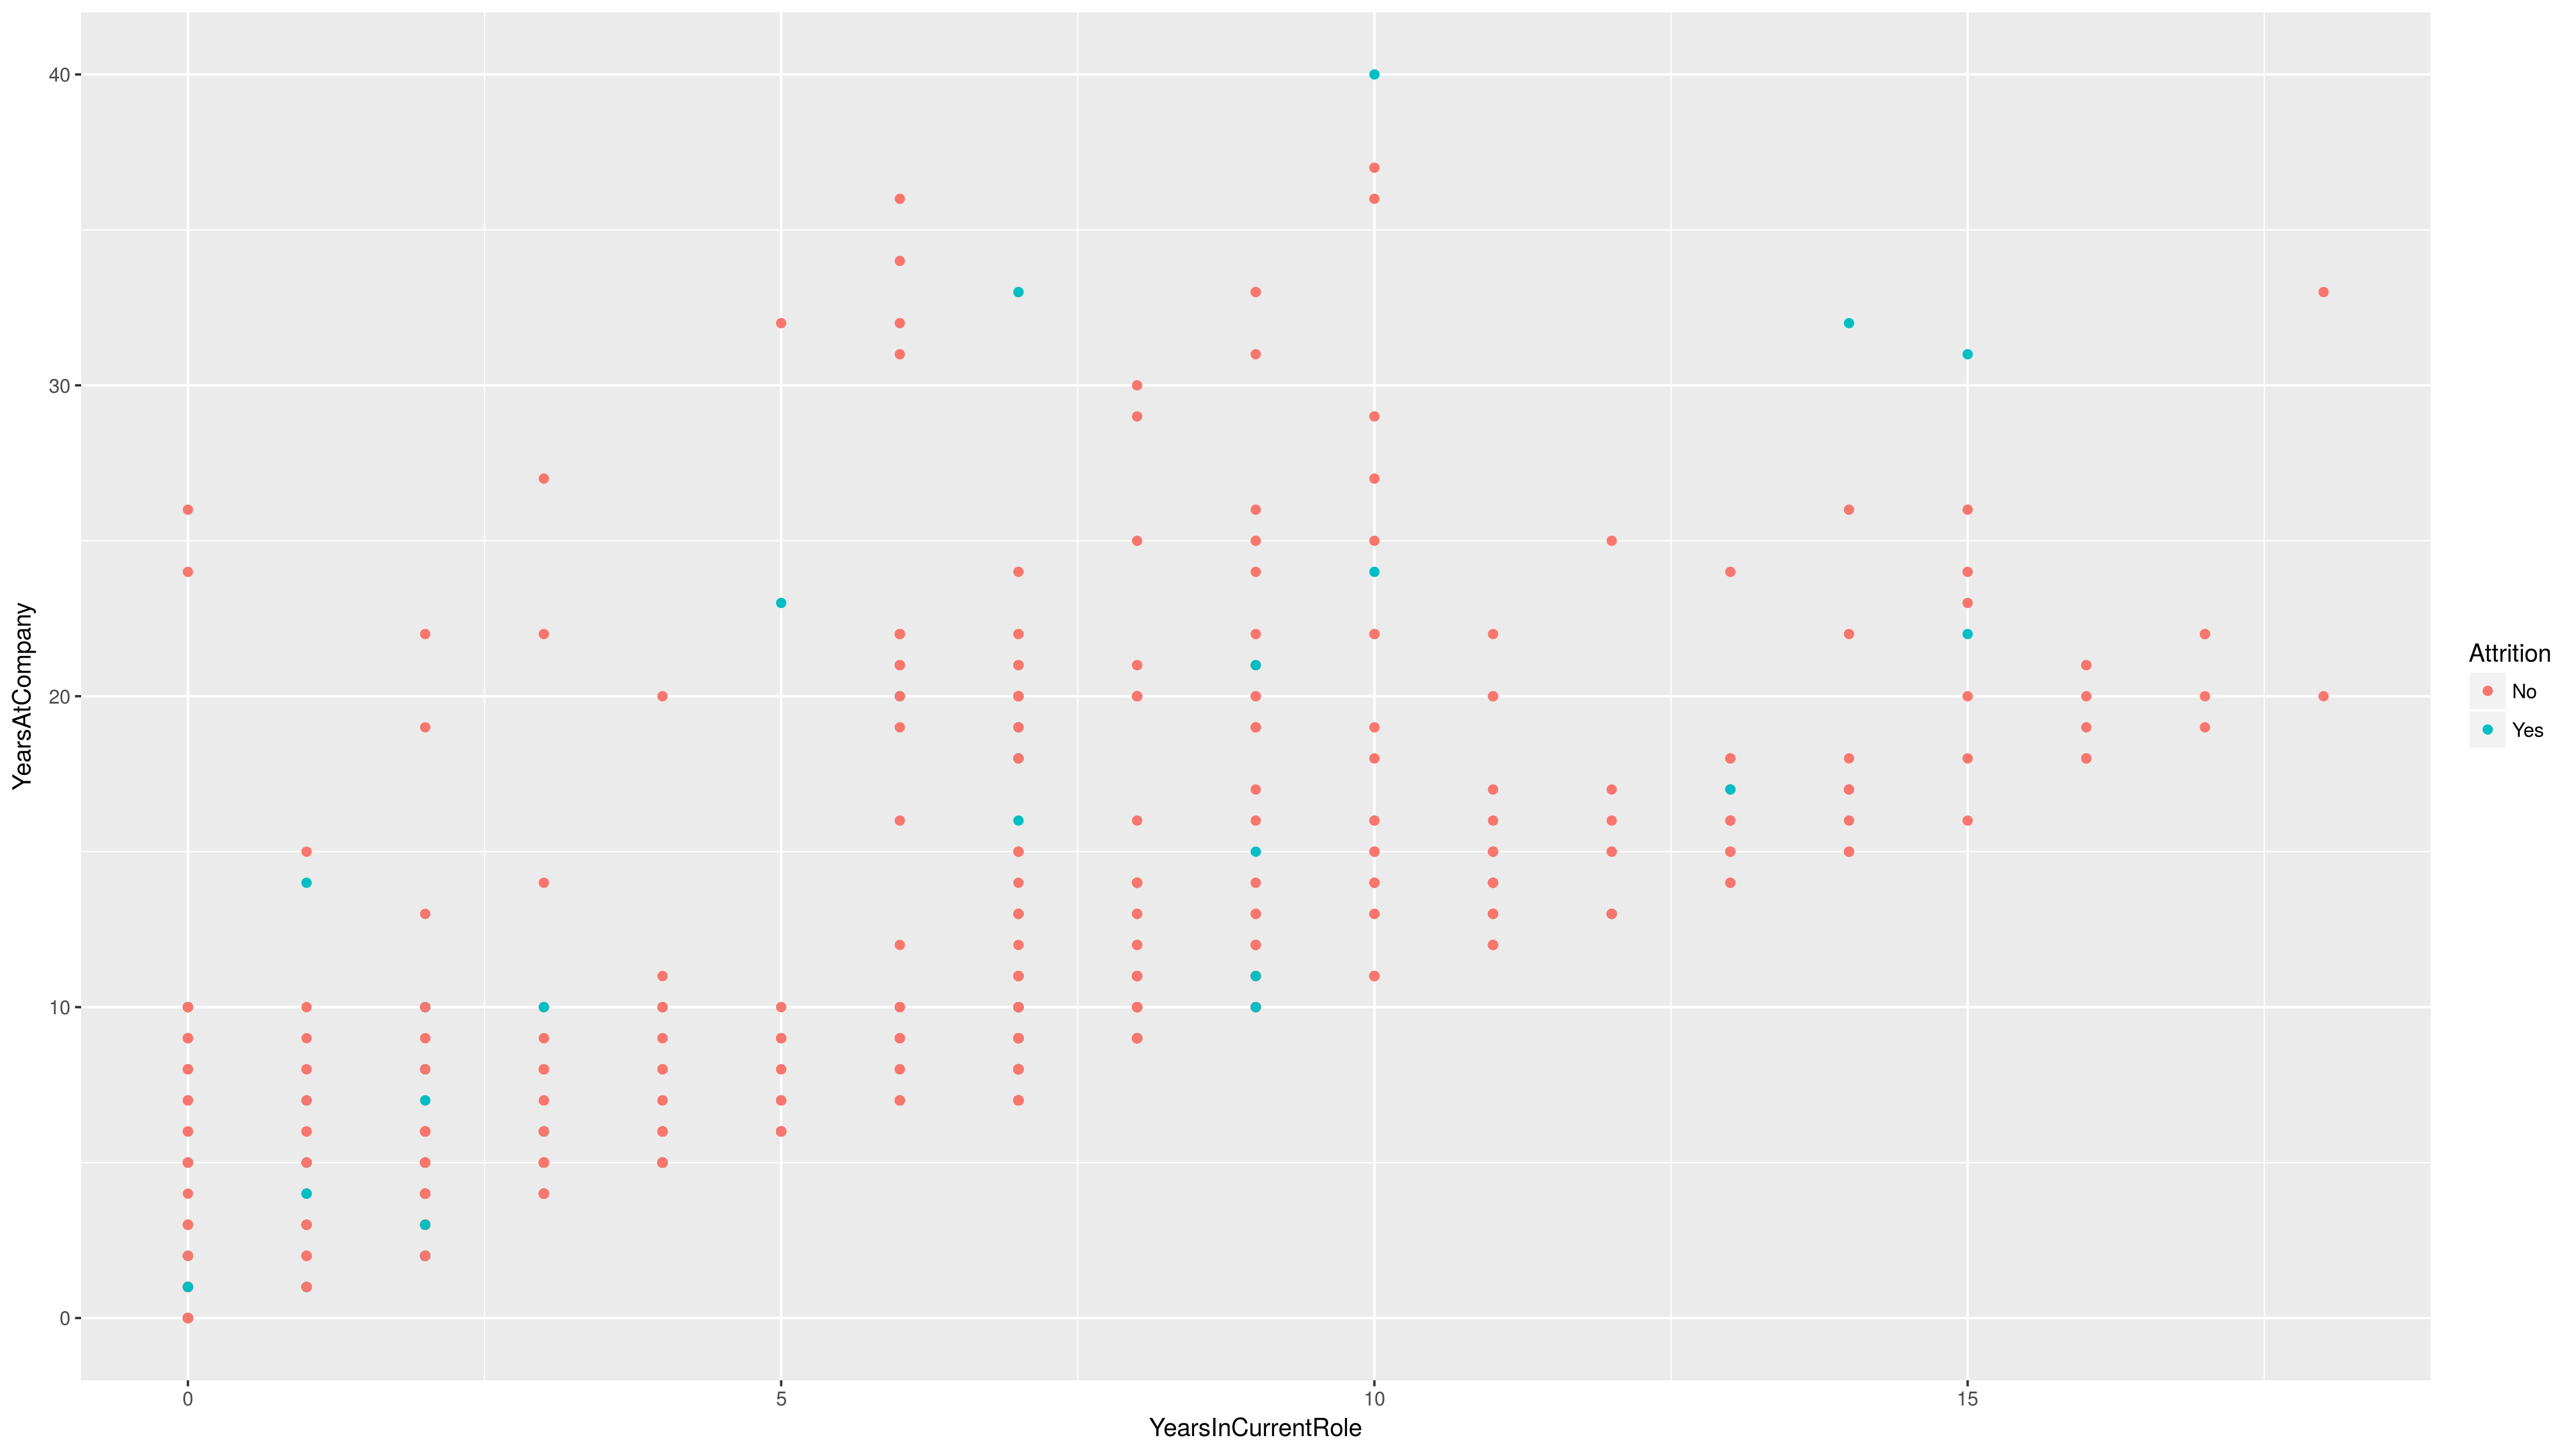 40
30
20
10
0
YearsAtCompany
0 5 10 15
YearsInCurrentRole
Attrition
No
Yes